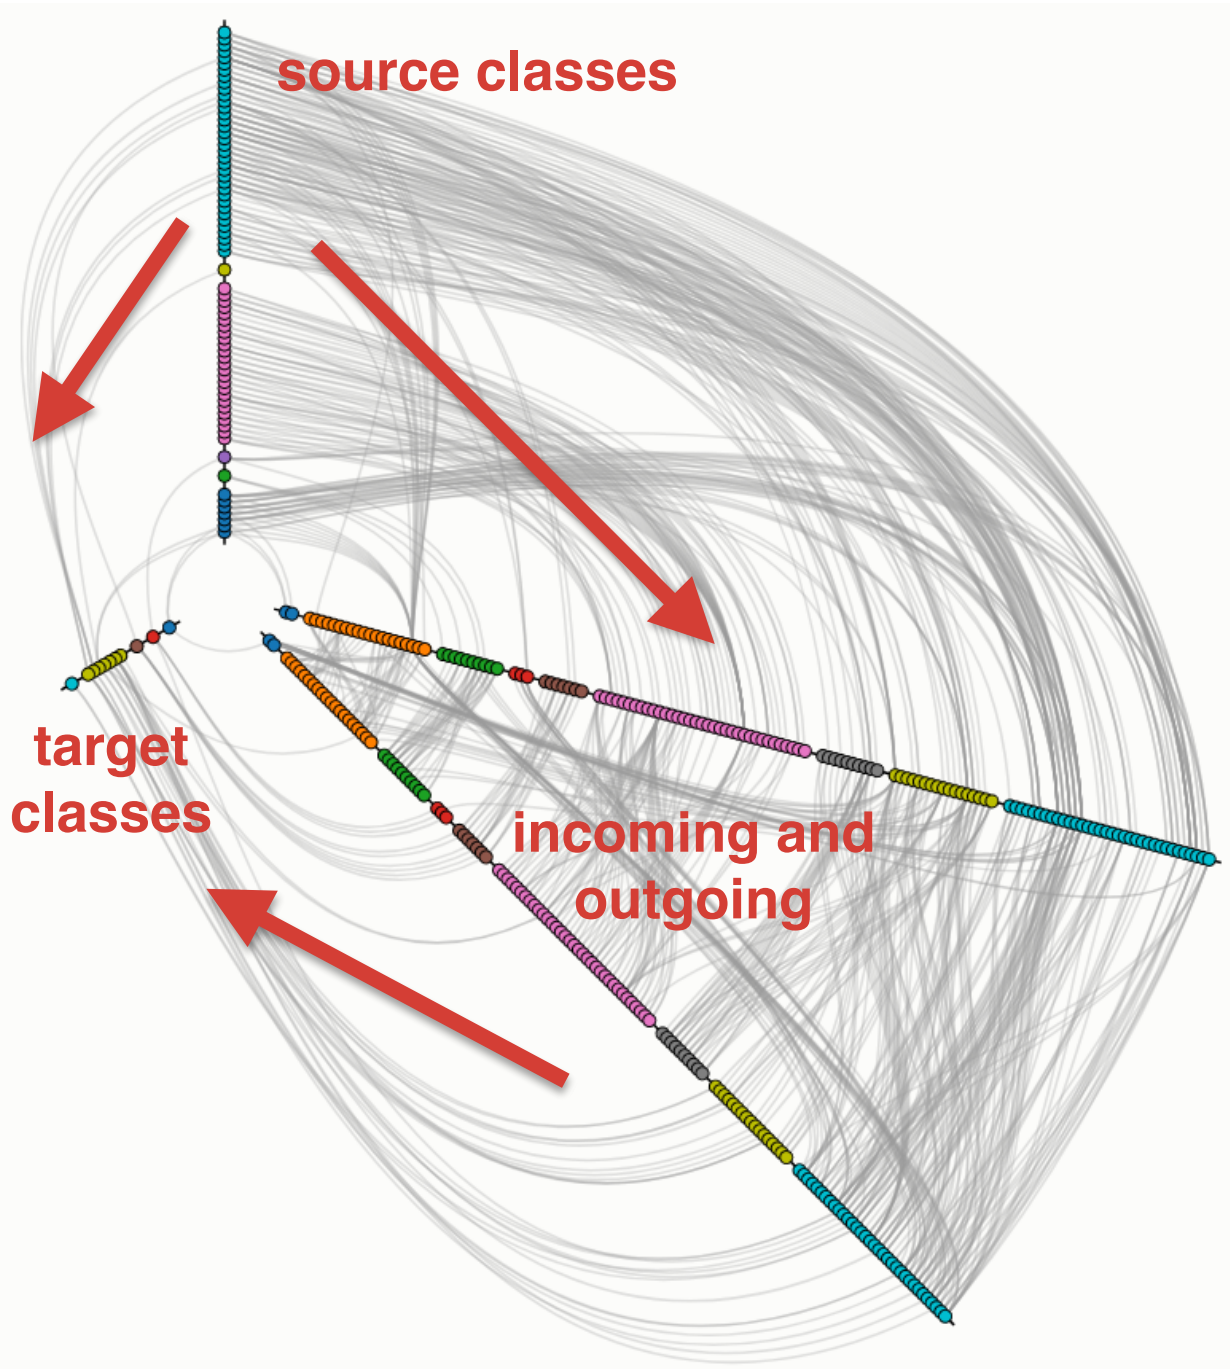 source classes
target
classes
incoming and
outgoing